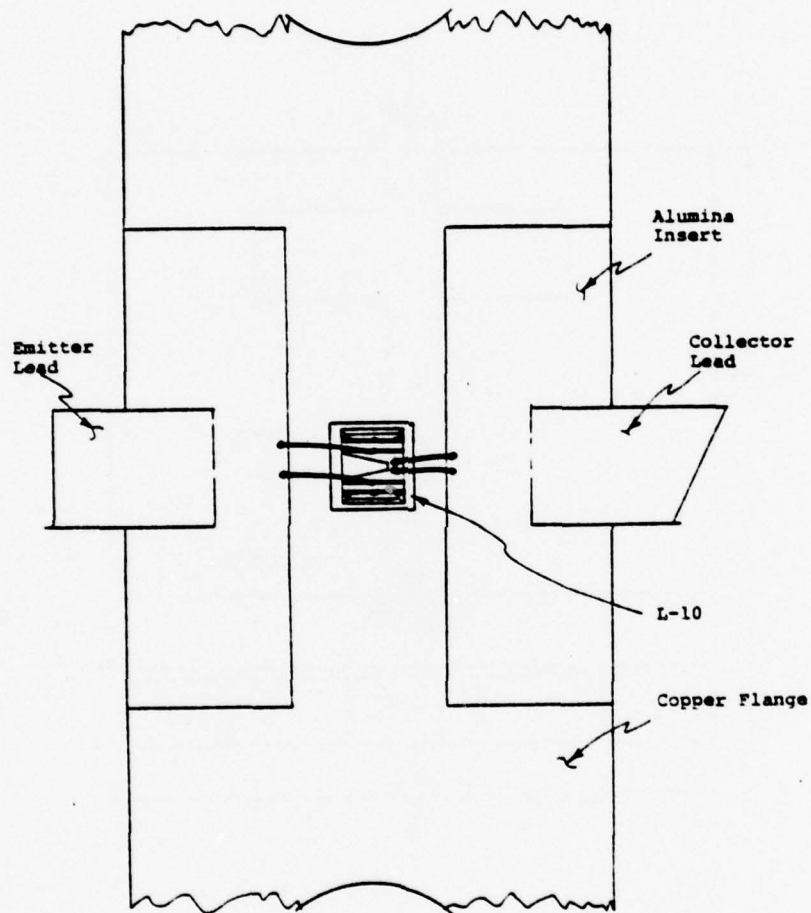 Alumina
Insert
Emitter
Lead
Collector
Lead
L-10
Copper Flange